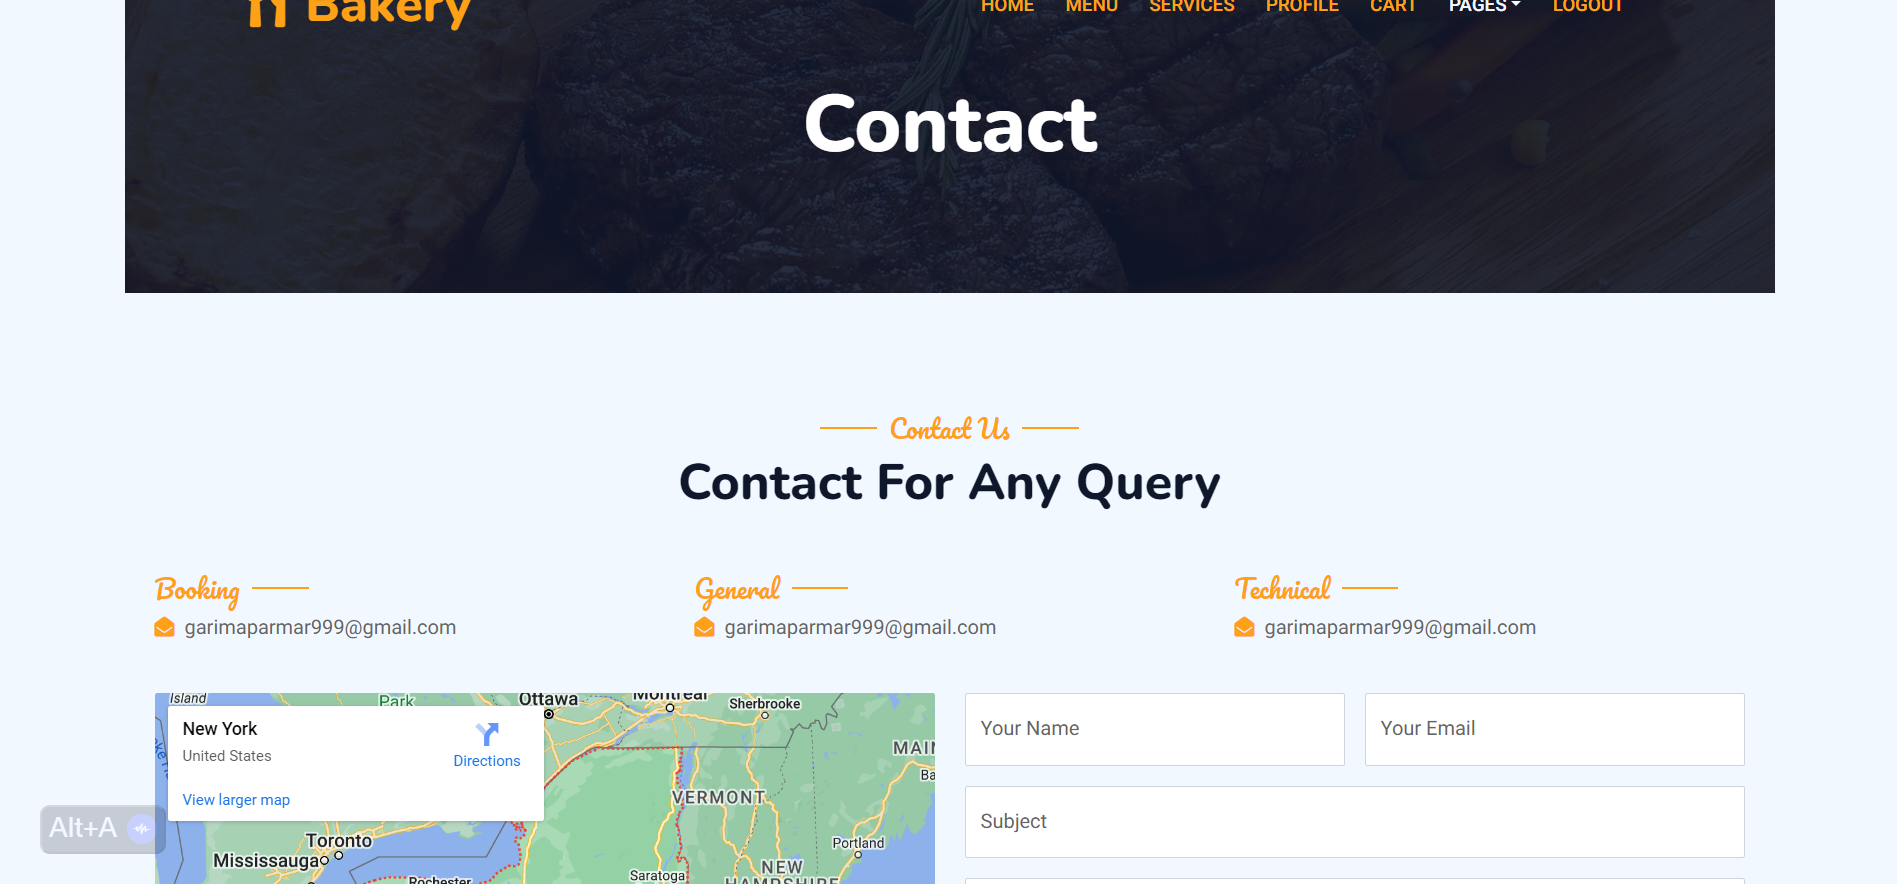 Bakery
HOME MENU SERVICES PROFILE CART PAGES LOGOUT
Contact
Contact Us
Contact For Any Query
Booking
General
Technical
garimaparmar999@gmail.com
garimaparmar999@gmail.com
garimaparmar999@gmail.com
Island
Park
Ottawa
Montreal
Sherbrooke
New York
United States
Directions
View larger map
MAIN
Ba
VERMONT
Toronto
Mississauga
Portland
Saratoga
NEW
HAMPSHIRE
Rochester
Your Name
Your Email
Subject
Alt+A